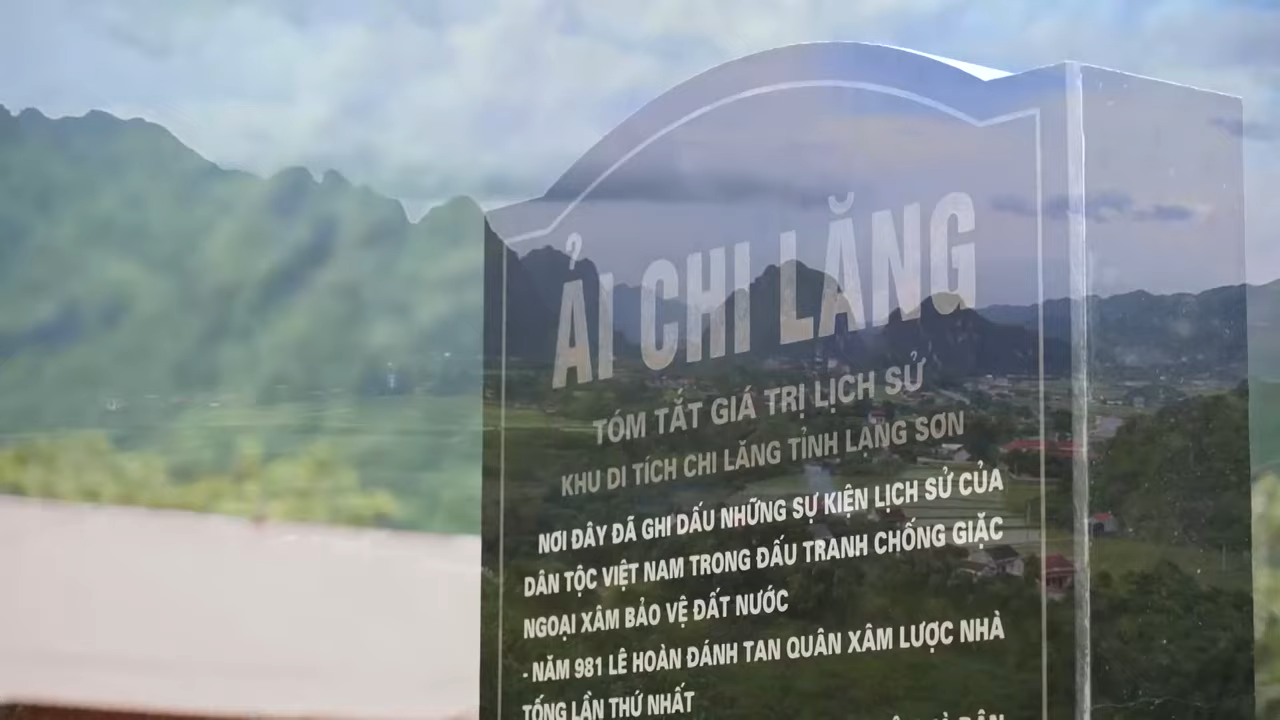 ẢI CHI LĂNG
TÓM TẮT GIÁ TRỊ LỊCH SỬ
KHU DI TÍCH CHI LĂNG TỈNH LẠNG SƠN
NƠI ĐÂY ĐÃ GHI DẤU NHỮNG SỰ KIỆN LỊCH SỬ CỦA
DÂN TỘC VIỆT NAM TRONG ĐẤU TRANH CHỐNG GIẶC
NGOẠI XÂM BẢO VỆ ĐẤT NƯỚC
- NĂM 981 LÊ HOÀN ĐÁNH TAN QUÂN XÂM LƯỢC NHÀ
TỐNG LẦN THỨ NHẤT